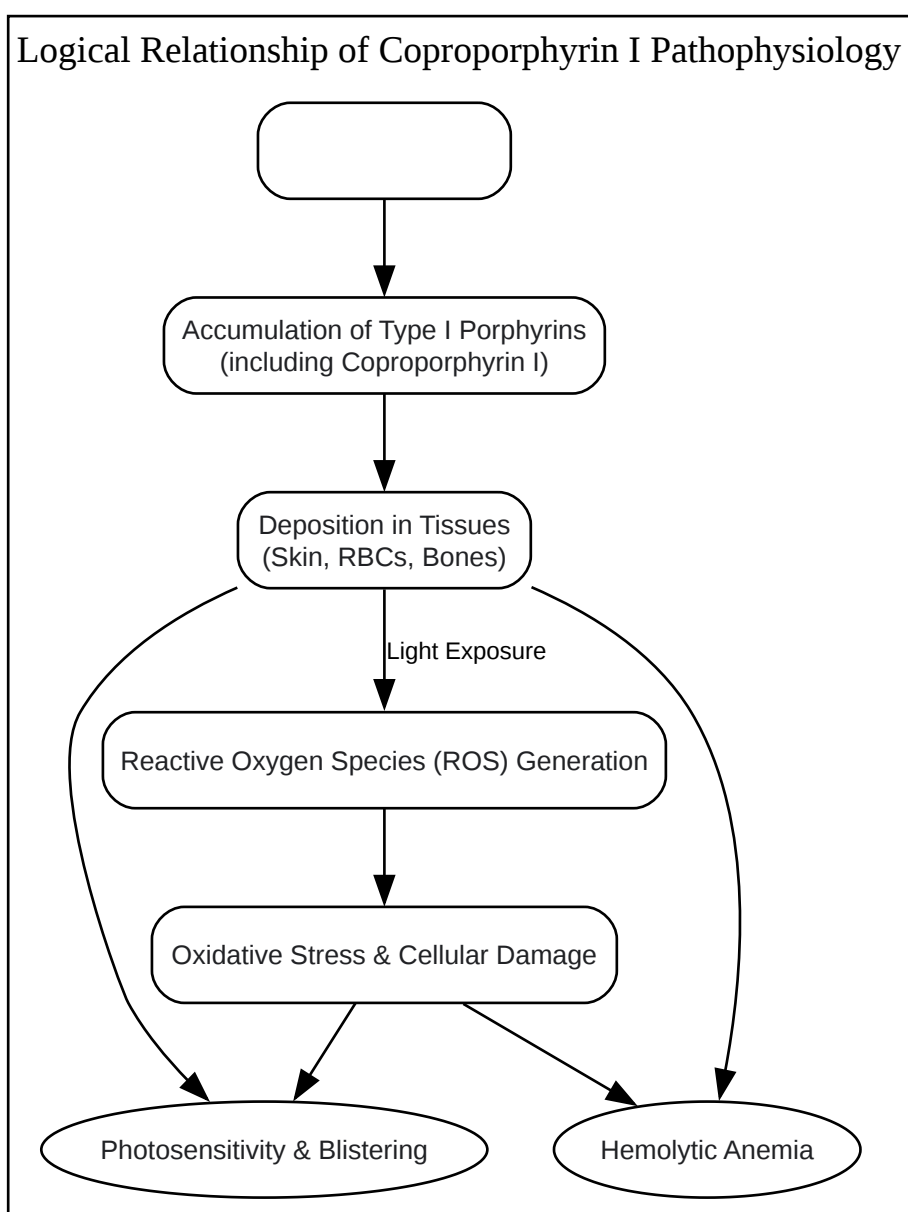 Logical Relationship of Coproporphyrin I Pathophysiology
Accumulation of Type I Porphyrins
(including Coproporphyrin I)
Deposition in Tissues
(Skin, RBCs, Bones)
Light Exposure
Reactive Oxygen Species (ROS) Generation
Oxidative Stress & Cellular Damage
Photosensitivity & Blistering
Hemolytic Anemia